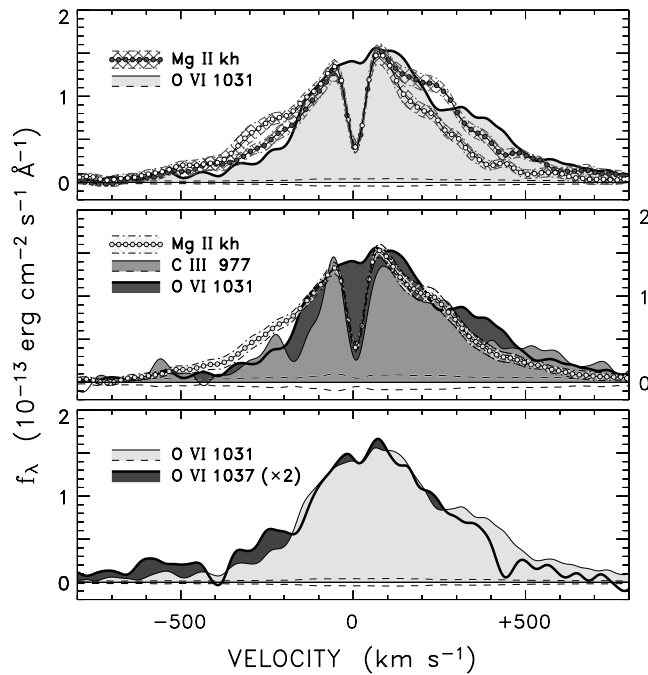 2
Mg II kh
O VI 1031
1
0
Mg II kh
C III 977
O VI 1031
2
1
0
2
O VI 1031
O VI 1037 (×2)
1
0
f_λ (10⁻¹³ erg cm⁻² s⁻¹ Å⁻¹)
−500 0 +500
VELOCITY (km s⁻¹)